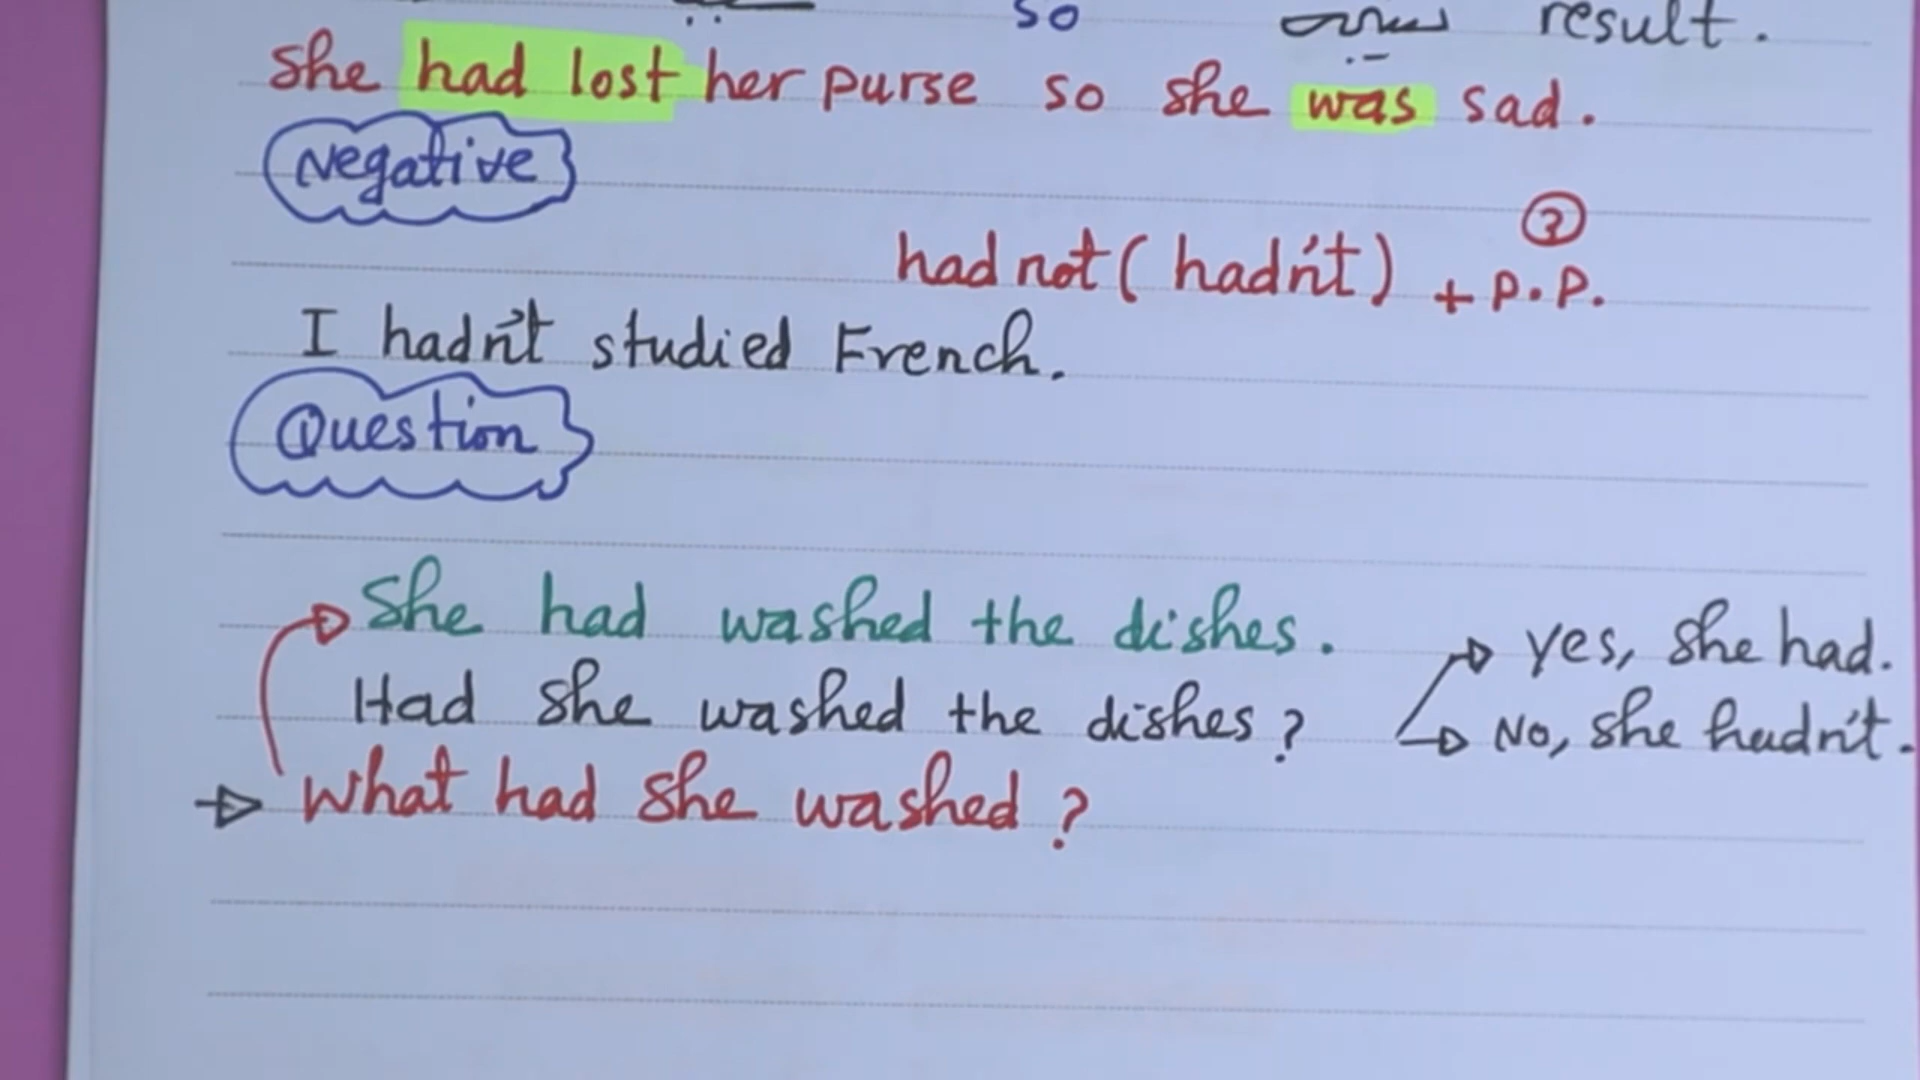 so result.
She had lost her purse so she was sad.
Negative
③
had not (hadn't) + P.P.
I hadn't studied French.
Question
She had washed the dishes.
Yes, she had.
Had she washed the dishes?
No, she hadn't.
What had she washed?